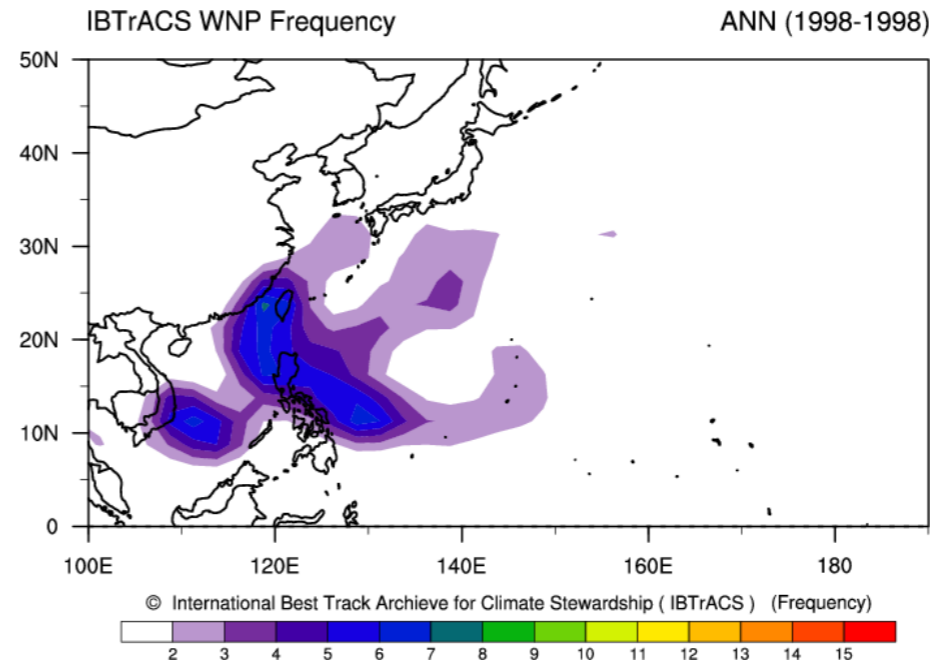 IBTrACS WNP Frequency ANN (1998-1998)
50N
40N
30N
20N
10N
0
100E 120E 140E 160E 180
© International Best Track Archieve for Climate Stewardship ( IBTrACS ) (Frequency)
2 3 4 5 6 7 8 9 10 11 12 13 14 15